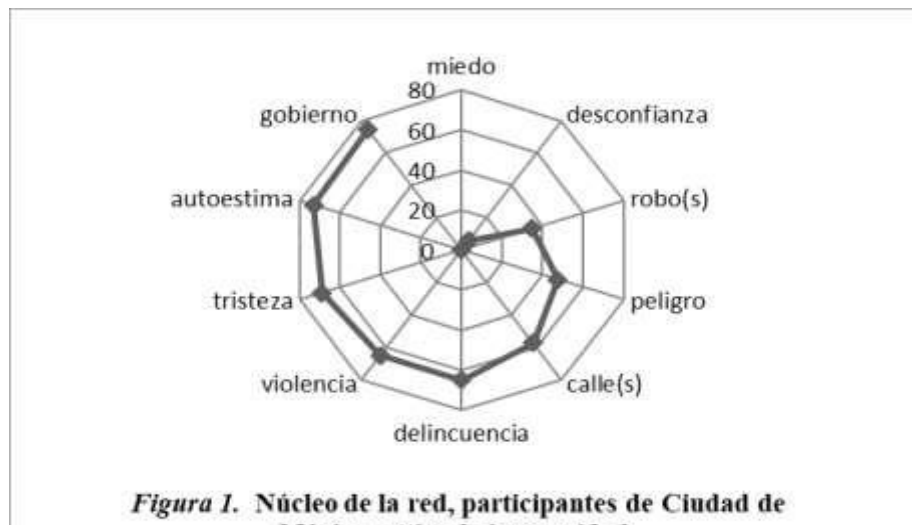 miedo
80
gobierno
desconfianza
60
40
autoestima
robo(s)
20
0
tristeza
peligro
violencia
calle(s)
delincuencia
Figura 1. Núcleo de la red, participantes de Ciudad de